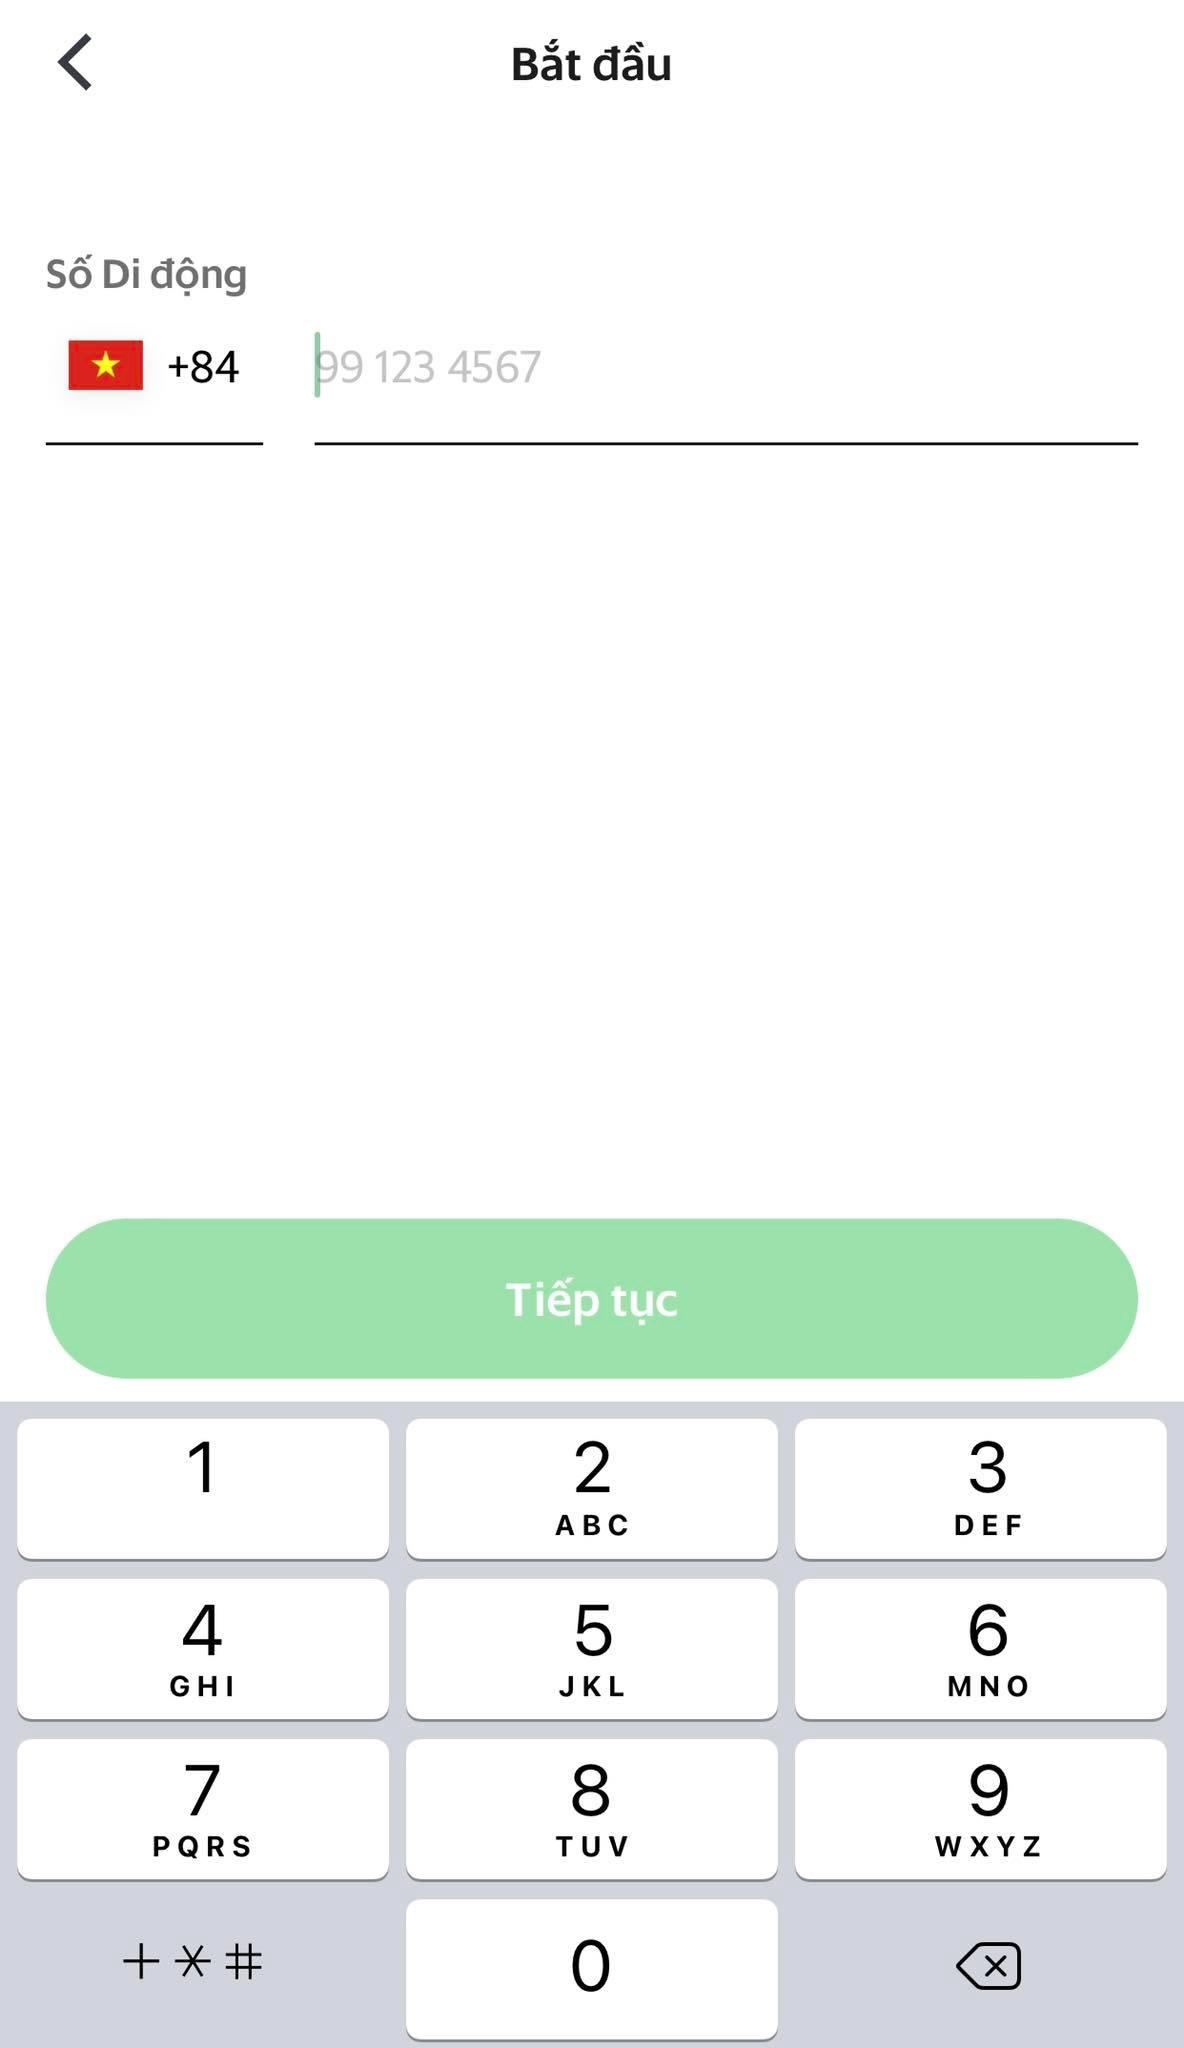 Bắt đầu
Số Di động
+84 99 123 4567
Tiếp tục
1 2 3
ABC DEF
4 5 6
GHI JKL MNO
7 8 9
PQRS TUV WXYZ
+*# 0